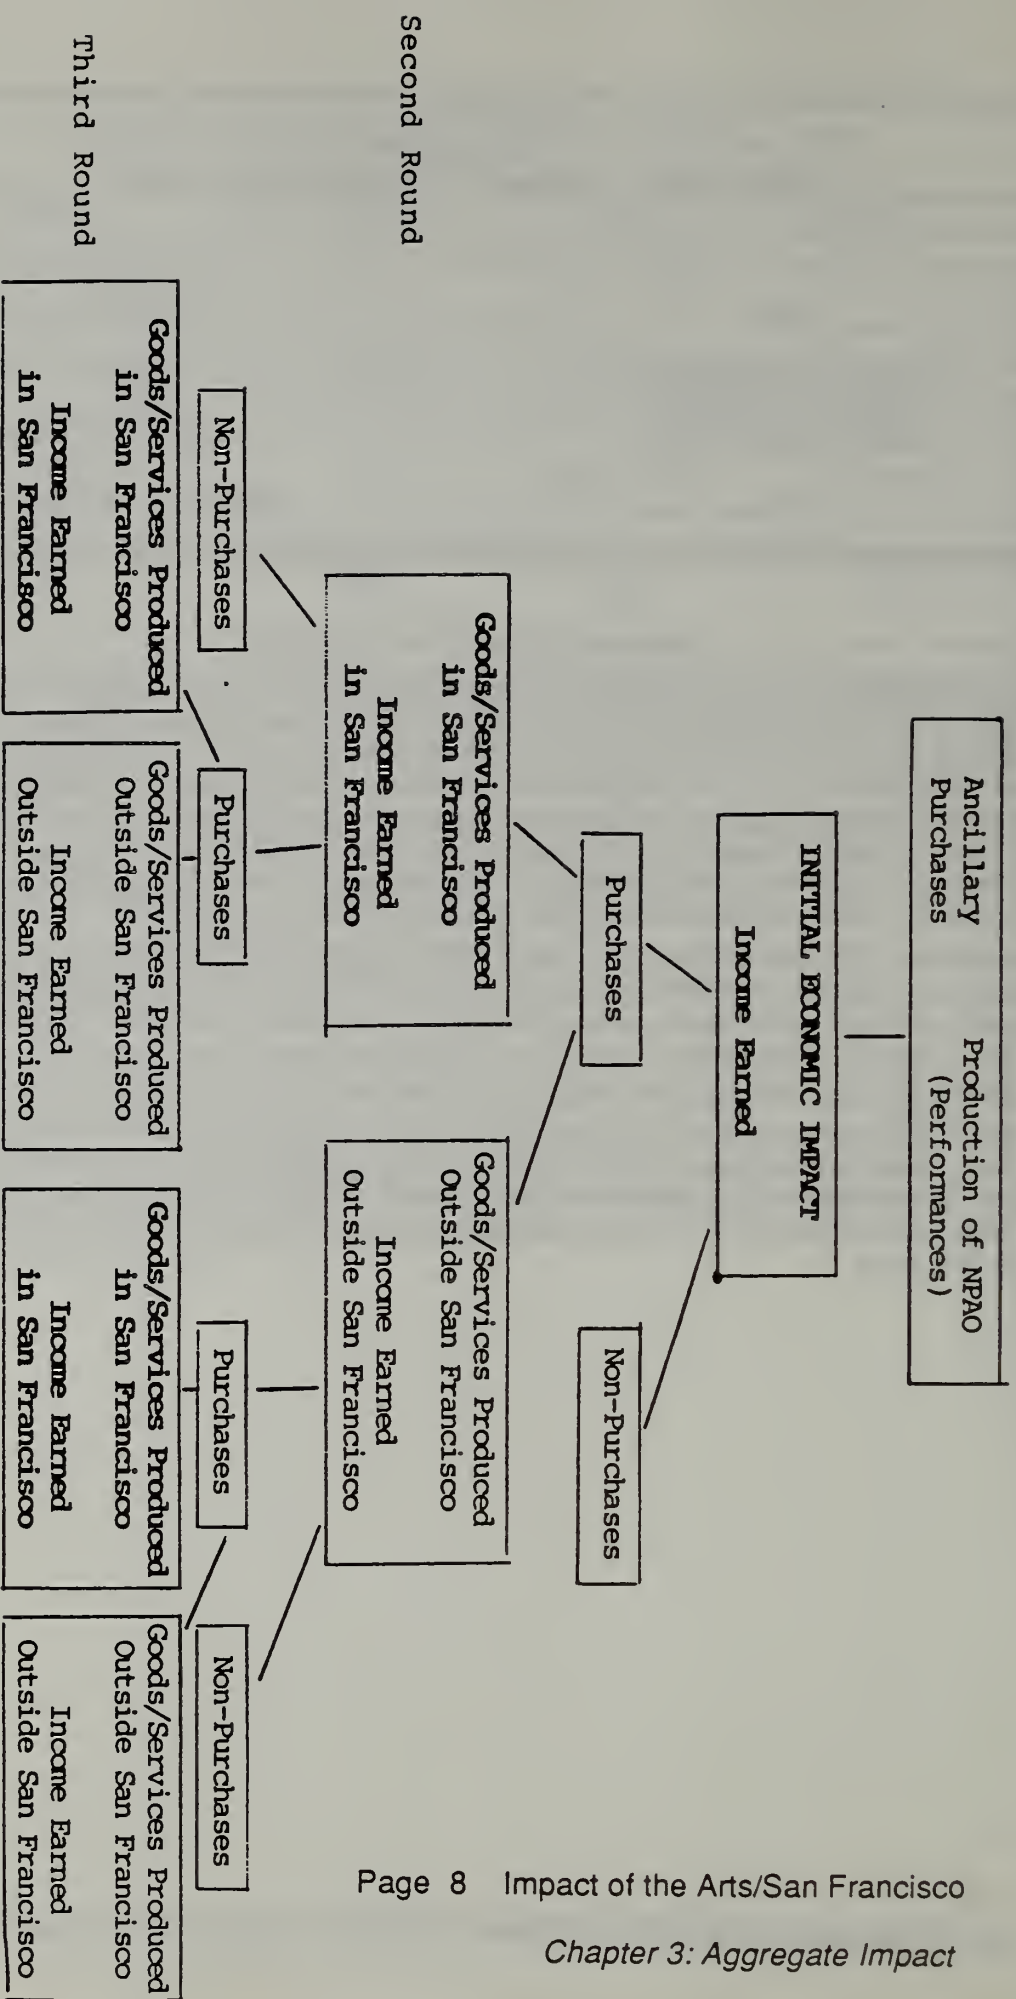 Ancillary
Purchases
Production of NPAO
(Performances)
INITIAL ECONOMIC IMPACT
Income Earned
Purchases
Non-Purchases
Second Round
Goods/Services Produced
in San Francisco
Income Earned
in San Francisco
Goods/Services Produced
Outside San Francisco
Income Earned
Outside San Francisco
Non-Purchases
Purchases
Purchases
Non-Purchases
Third Round
Goods/Services Produced
in San Francisco
Income Earned
in San Francisco
Goods/Services Produced
Outside San Francisco
Income Earned
Outside San Francisco
Goods/Services Produced
in San Francisco
Income Earned
in San Francisco
Goods/Services Produced
Outside San Francisco
Income Earned
Outside San Francisco
Page 8 Impact of the Arts/San Francisco
Chapter 3: Aggregate Impact